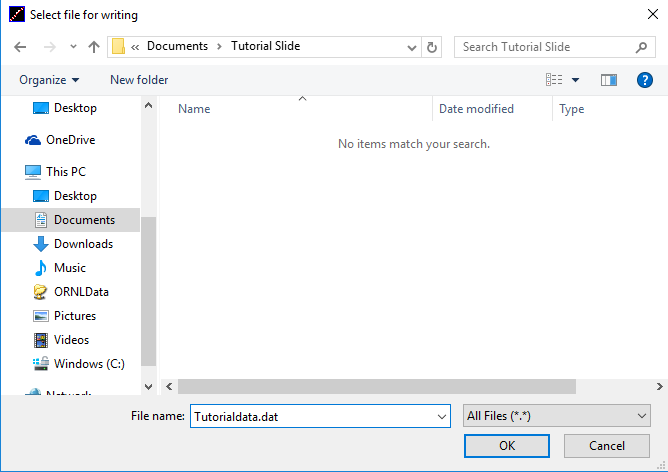 Select file for writing
« Documents > Tutorial Slide
Search Tutorial Slide
Organize
New folder
?
Name
Date modified
Type
No items match your search.
Desktop
OneDrive
This PC
Desktop
Documents
Downloads
Music
ORNLData
Pictures
Videos
Windows (C:)
Network
File name:
Tutorialdata.dat
All Files (*.*)
OK
Cancel